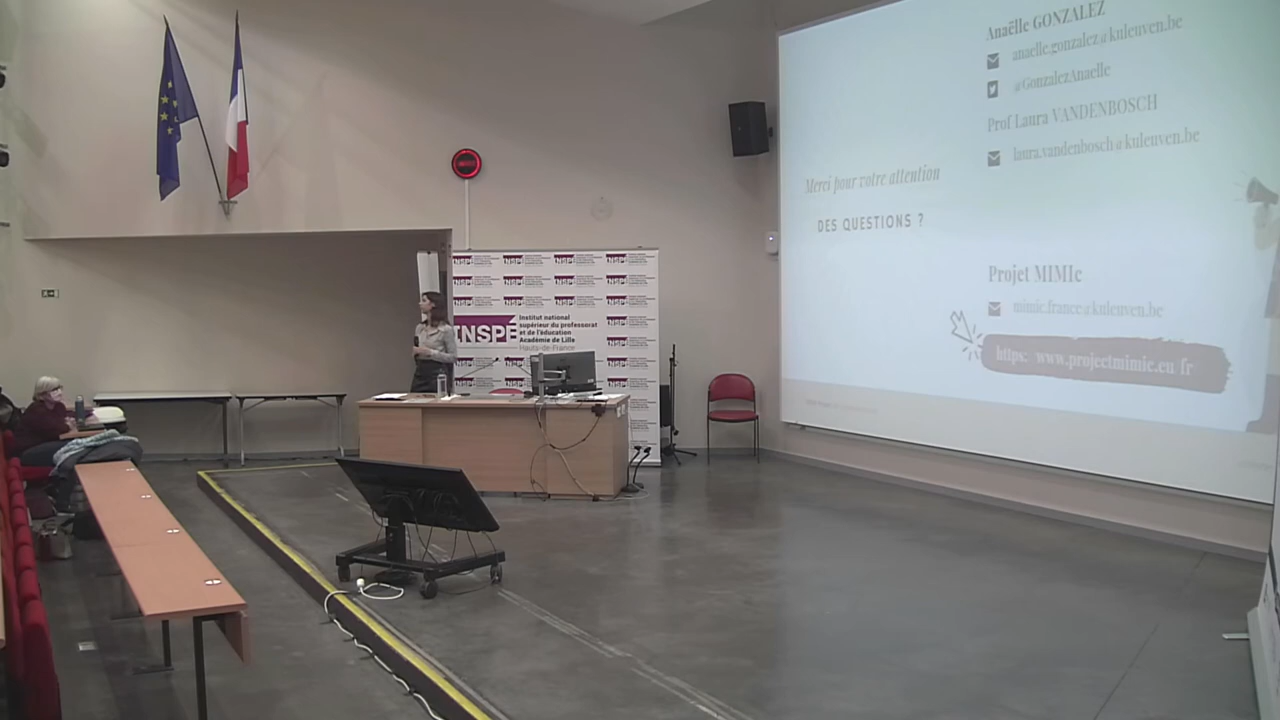 Anaëlle GONZALEZ
anaelle.gonzalez@kuleuven.be
@GonzalezAnaelle
Prof Laura VANDENBOSCH
laura.vandenbosch@kuleuven.be
Merci pour votre attention
DES QUESTIONS ?
Projet MIMIc
mimic.france@kuleuven.be
https: www.projectmimic.eu fr
INSPÉ
Institut national
supérieur du professorat
et de l'éducation
Académie de Lille
Hauts-de-France